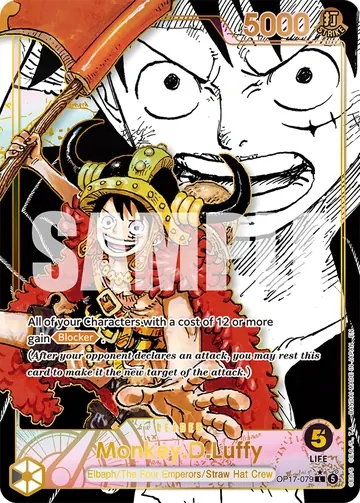 5000
打
STRIKE
SAMPLE
All of your Characters with a cost of 12 or more
gain Blocker.
(After your opponent declares an attack, you may rest this
card to make it the new target of the attack.)
LEADER
Monkey.D.Luffy
Elbaph/The Four Emperors/Straw Hat Crew
5
LIFE
OP17-079 L 6